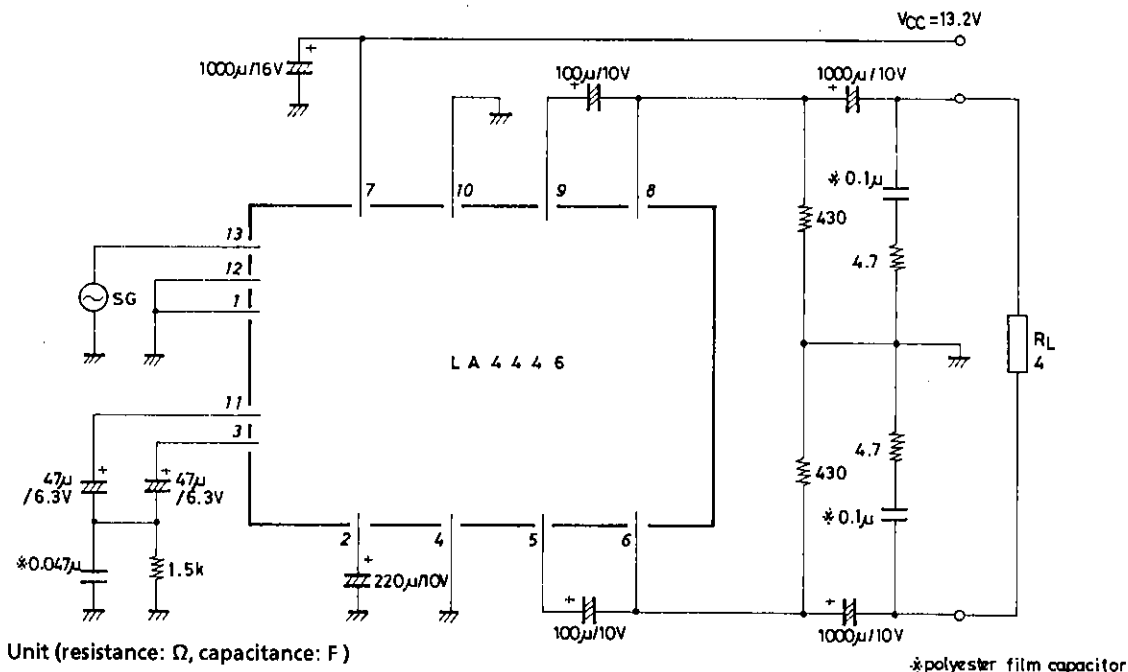 VCC=13.2V
1000µ/16V
100µ/10V
1000µ/10V
7
10
9
8
※0.1µ
430
4.7
13
12
SG
1
LA4446
RL
4
11
3
47µ
/6.3V
47µ
/6.3V
4.7
430
※0.1µ
2
4
5
6
※0.047µ
1.5k
220µ/10V
100µ/10V
1000µ/10V
Unit (resistance: Ω, capacitance: F )
※polyester film capacitor